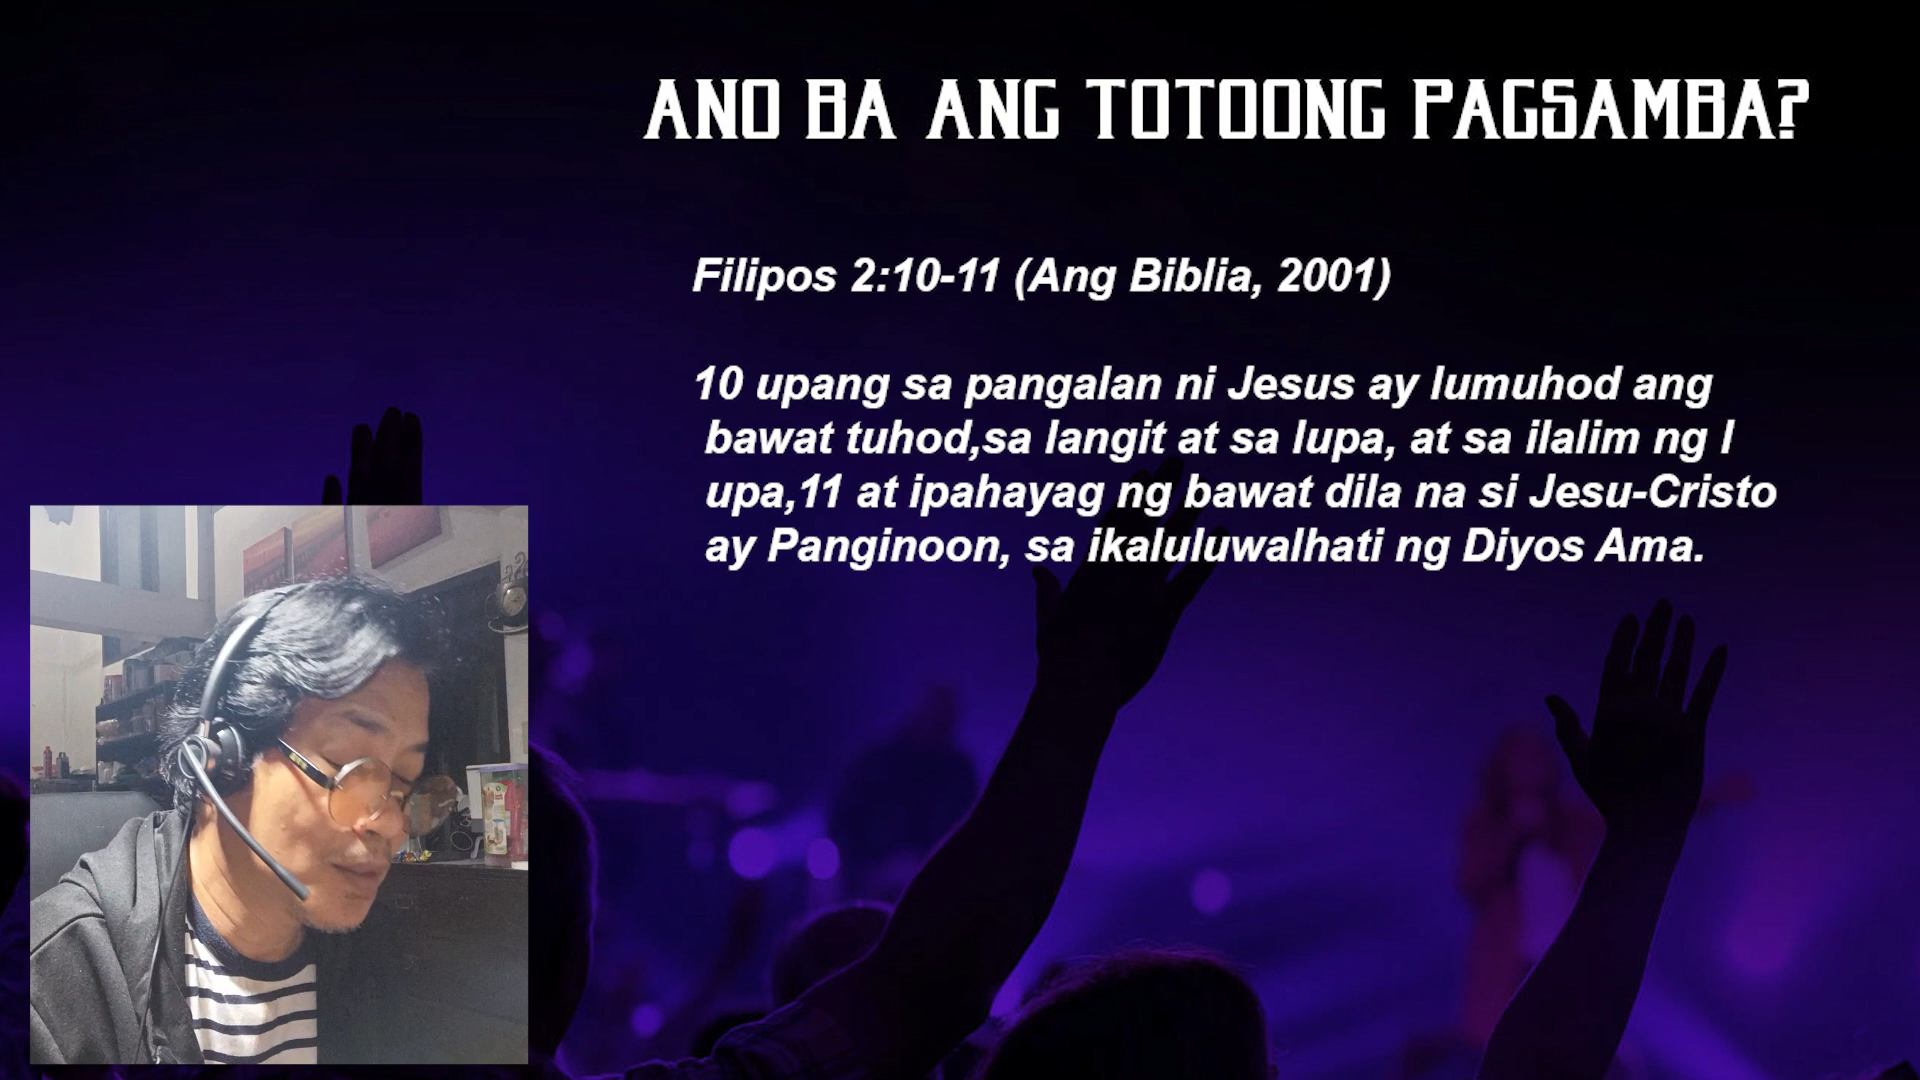 ANO BA ANG TOTOONG PAGSAMBA?
Filipos 2:10-11 (Ang Biblia, 2001)
10 upang sa pangalan ni Jesus ay lumuhod ang
bawat tuhod,sa langit at sa lupa, at sa ilalim ng l
upa,11 at ipahayag ng bawat dila na si Jesu-Cristo
ay Panginoon, sa ikaluluwalhati ng Diyos Ama.